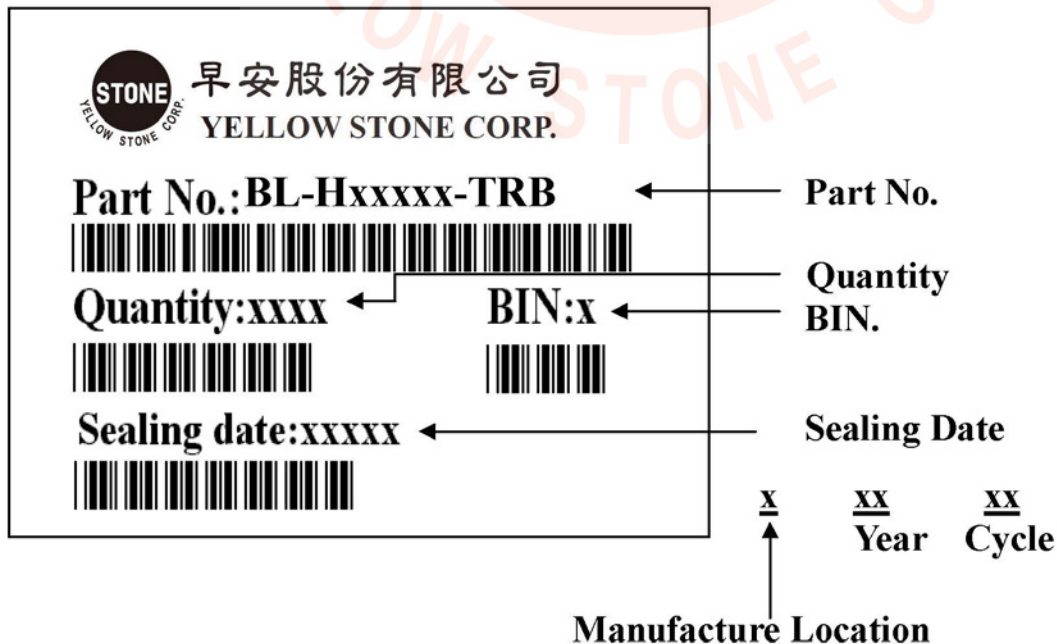 STONE
YELLOW STONE CORP.
早安股份有限公司
YELLOW STONE CORP.
Part No.:BL-Hxxxxx-TRB
Part No.
Quantity:xxxx
BIN:x
Quantity
BIN.
Sealing date:xxxxx
Sealing Date
x xx xx
Year Cycle
Manufacture Location
OW STONE C